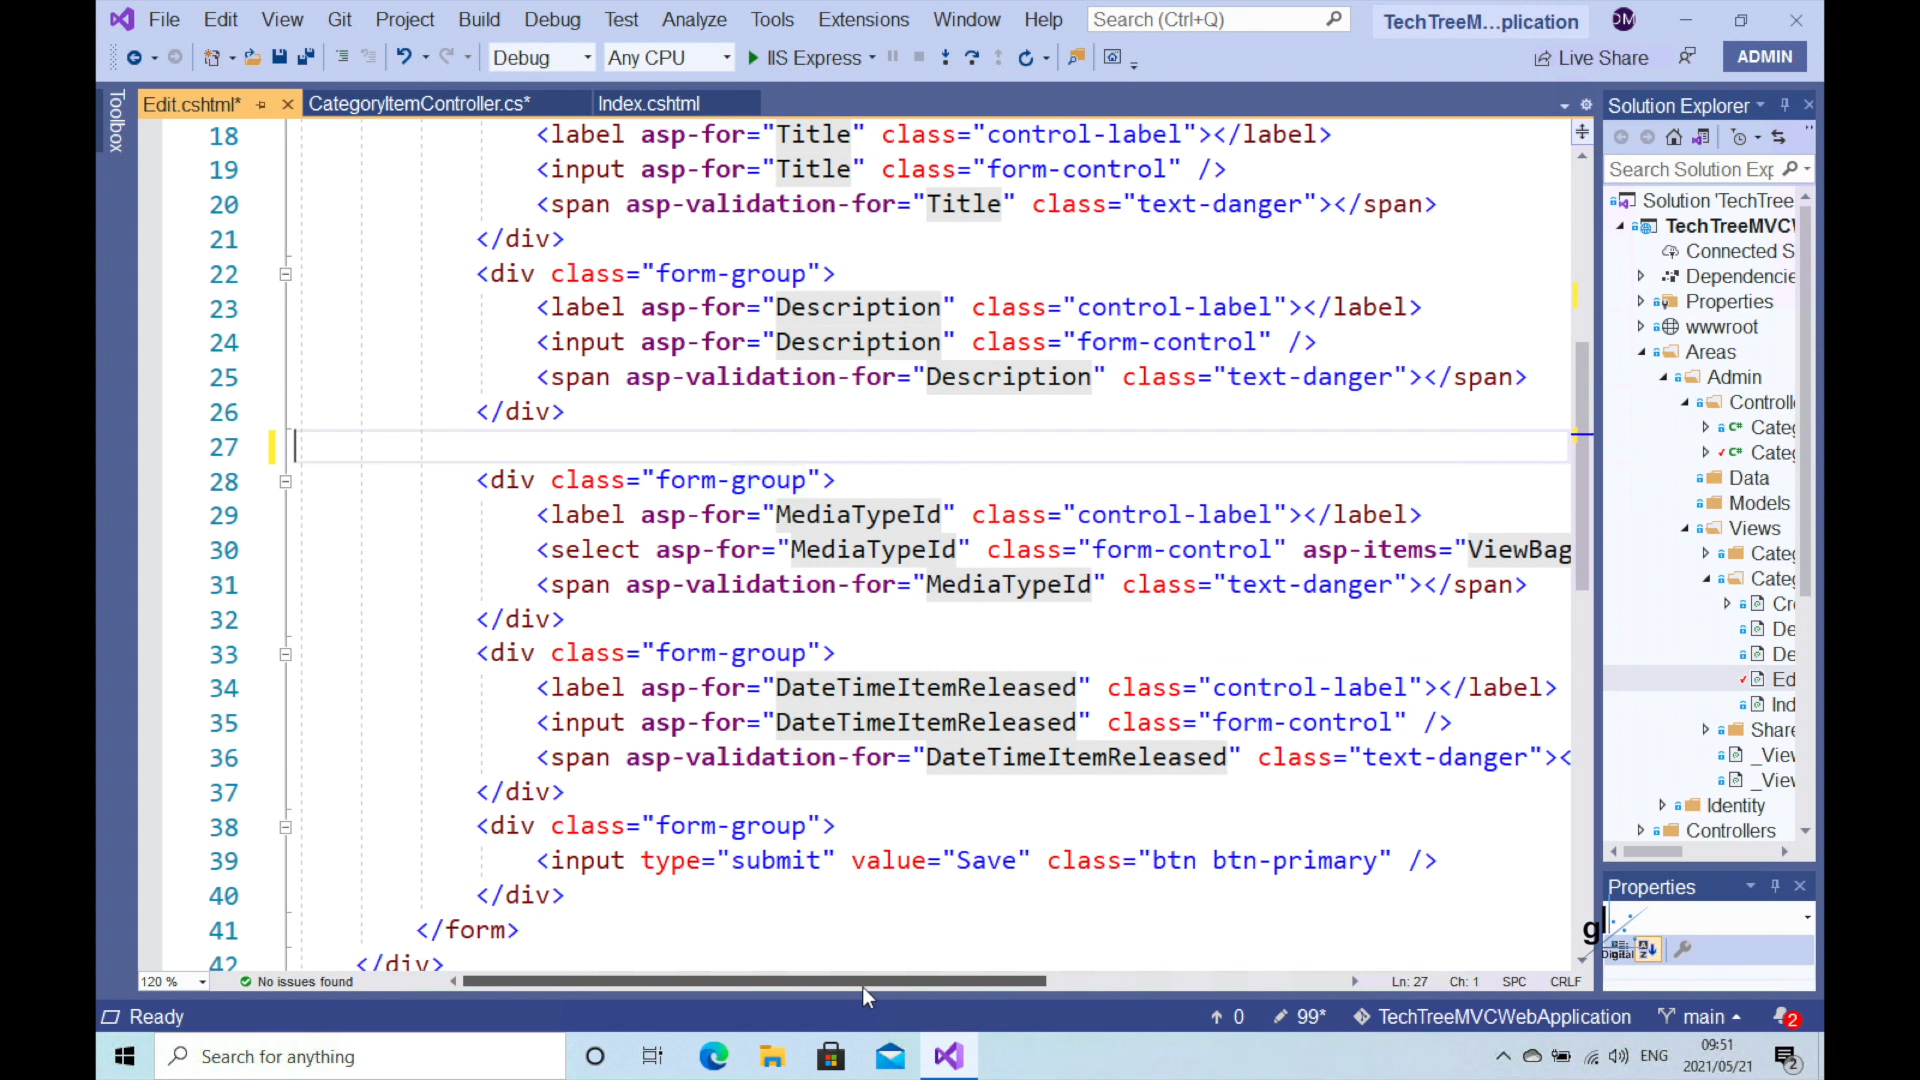 File Edit View Git Project Build Debug Test Analyze Tools Extensions Window Help Search (Ctrl+Q) TechTreeM...plication DM
Debug Any CPU IIS Express Live Share ADMIN
Toolbox
Edit.cshtml* CategoryItemController.cs* Index.cshtml
18 <label asp-for="Title" class="control-label"></label>
19 <input asp-for="Title" class="form-control" />
20 <span asp-validation-for="Title" class="text-danger"></span>
21 </div>
22 <div class="form-group">
23 <label asp-for="Description" class="control-label"></label>
24 <input asp-for="Description" class="form-control" />
25 <span asp-validation-for="Description" class="text-danger"></span>
26 </div>
27
28 <div class="form-group">
29 <label asp-for="MediaTypeId" class="control-label"></label>
30 <select asp-for="MediaTypeId" class="form-control" asp-items="ViewBag
31 <span asp-validation-for="MediaTypeId" class="text-danger"></span>
32 </div>
33 <div class="form-group">
34 <label asp-for="DateTimeItemReleased" class="control-label"></label>
35 <input asp-for="DateTimeItemReleased" class="form-control" />
36 <span asp-validation-for="DateTimeItemReleased" class="text-danger"><
37 </div>
38 <div class="form-group">
39 <input type="submit" value="Save" class="btn btn-primary" />
40 </div>
41 </form>
42 </div>
120 % No issues found Ln: 27 Ch: 1 SPC CRLF
Solution Explorer
Search Solution Exp
Solution 'TechTree
TechTreeMVC
Connected S
Dependencie
Properties
wwwroot
Areas
Admin
Controll
C# Categ
C# Categ
Data
Models
Views
Categ
Categ
Cr
De
De
Ed
Ind
Share
_View
_View
Identity
Controllers
Properties
gl
Digital
Ready 0 99* TechTreeMVCWebApplication main 2
Search for anything ENG 09:51
2021/05/21 2